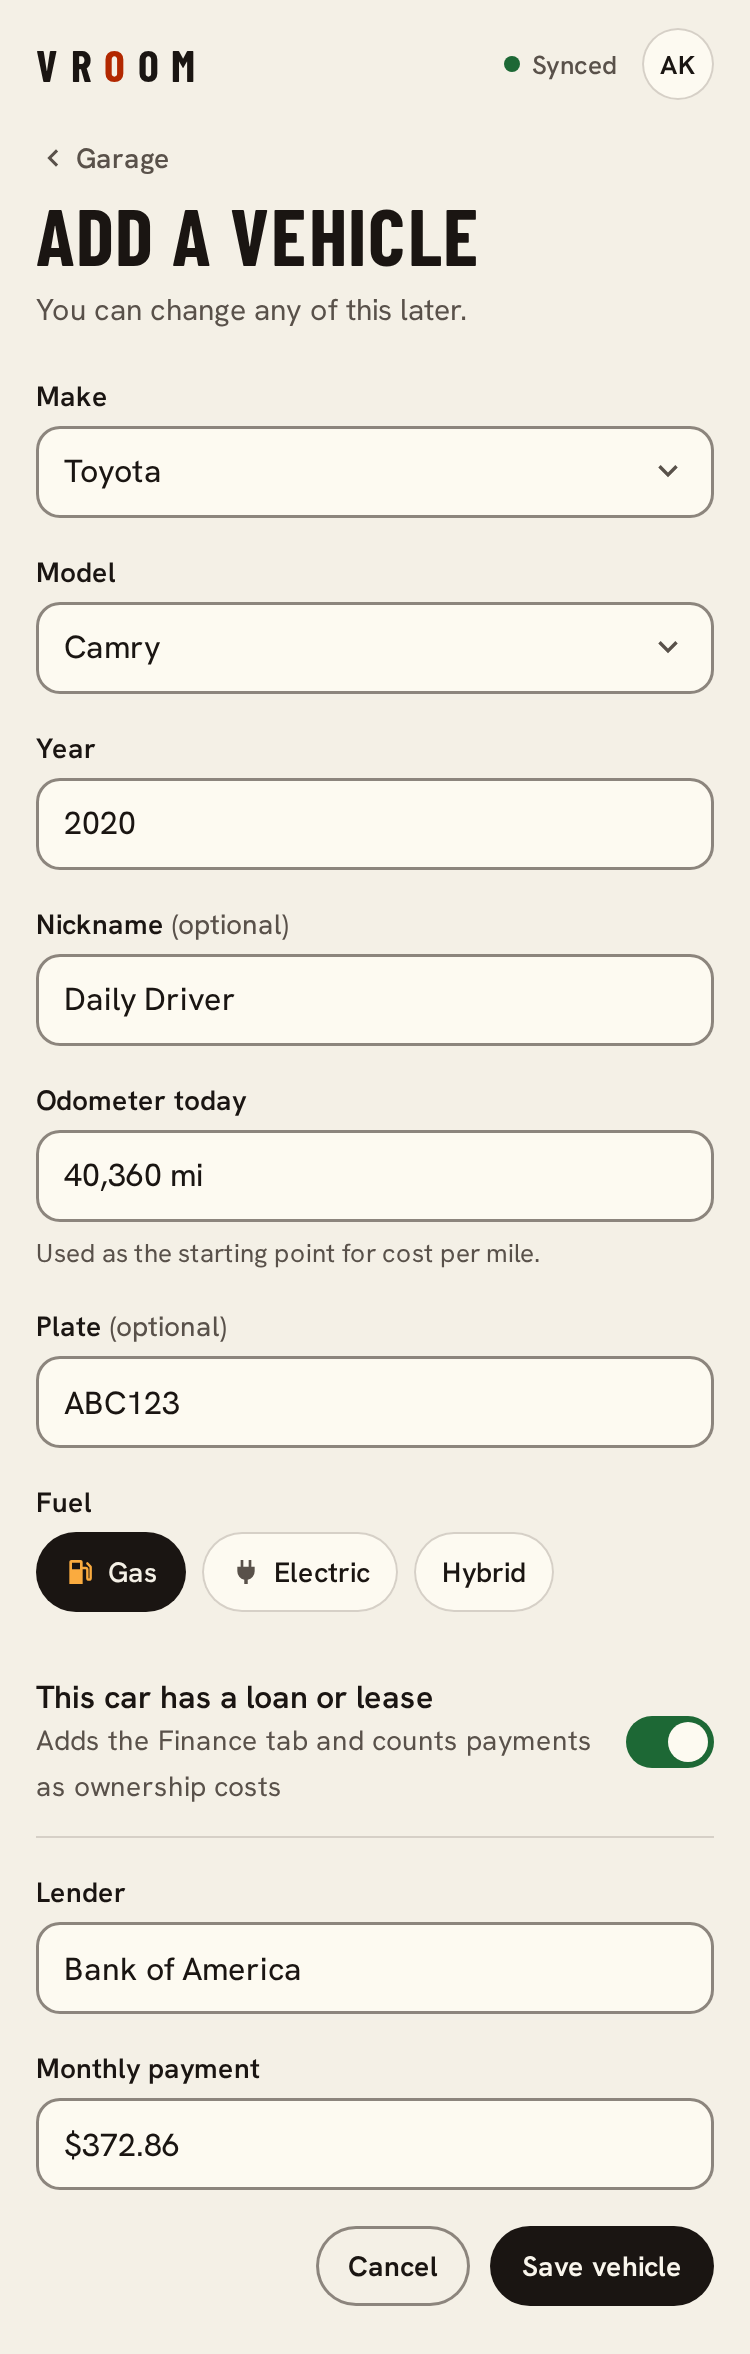 VROOM
Synced
AK
Garage
ADD A VEHICLE
You can change any of this later.
Make
Toyota
Model
Camry
Year
2020
Nickname (optional)
Daily Driver
Odometer today
40,360 mi
Used as the starting point for cost per mile.
Plate (optional)
ABC123
Fuel
Gas
Electric
Hybrid
This car has a loan or lease
Adds the Finance tab and counts payments
as ownership costs
Lender
Bank of America
Monthly payment
$372.86
Cancel
Save vehicle